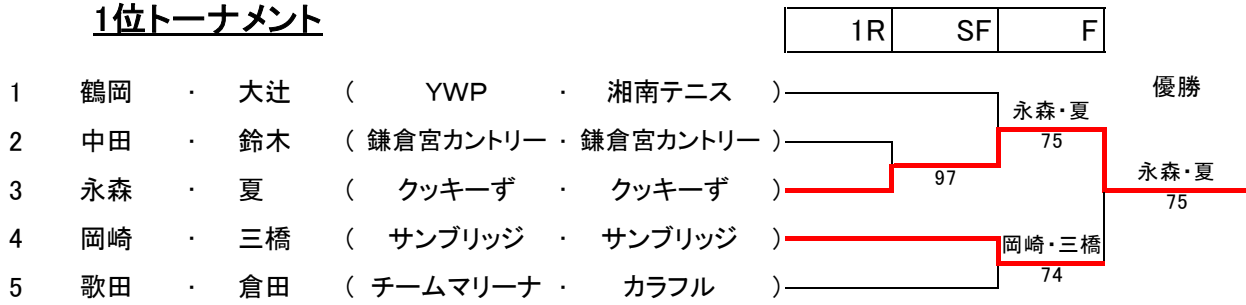 1位トーナメント
1R SF F
1 鶴岡 ・ 大辻 ( YWP ・ 湘南テニス ) 優勝
永森・夏
2 中田 ・ 鈴木 ( 鎌倉宮カントリー ・ 鎌倉宮カントリー ) 75
97 永森・夏
3 永森 ・ 夏 ( クッキーず ・ クッキーず ) 75
4 岡崎 ・ 三橋 ( サンブリッジ ・ サンブリッジ ) 岡崎・三橋
74
5 歌田 ・ 倉田 ( チームマリーナ ・ カラフル )